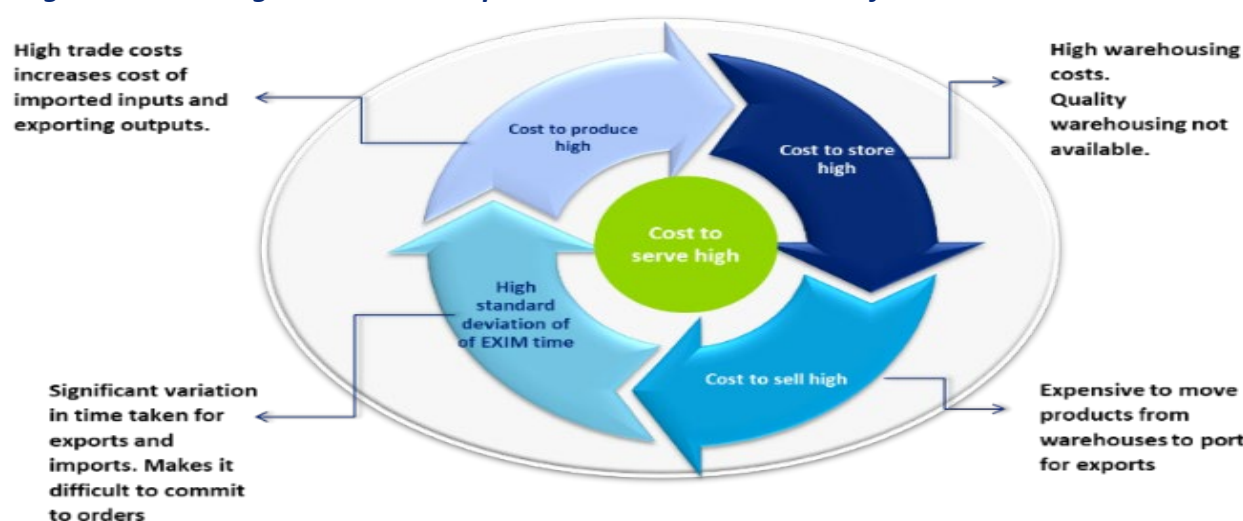 High trade costs
increases cost of
imported inputs and
exporting outputs.
Cost to produce
high
High warehousing
costs.
Quality
warehousing not
available.
Cost to store
high
Cost to
serve high
High
standard
deviation of
of EXIM time
Cost to sell high
Significant variation
in time taken for
exports and
imports. Makes it
difficult to commit
to orders
Expensive to move
products from
warehouses to port
for exports